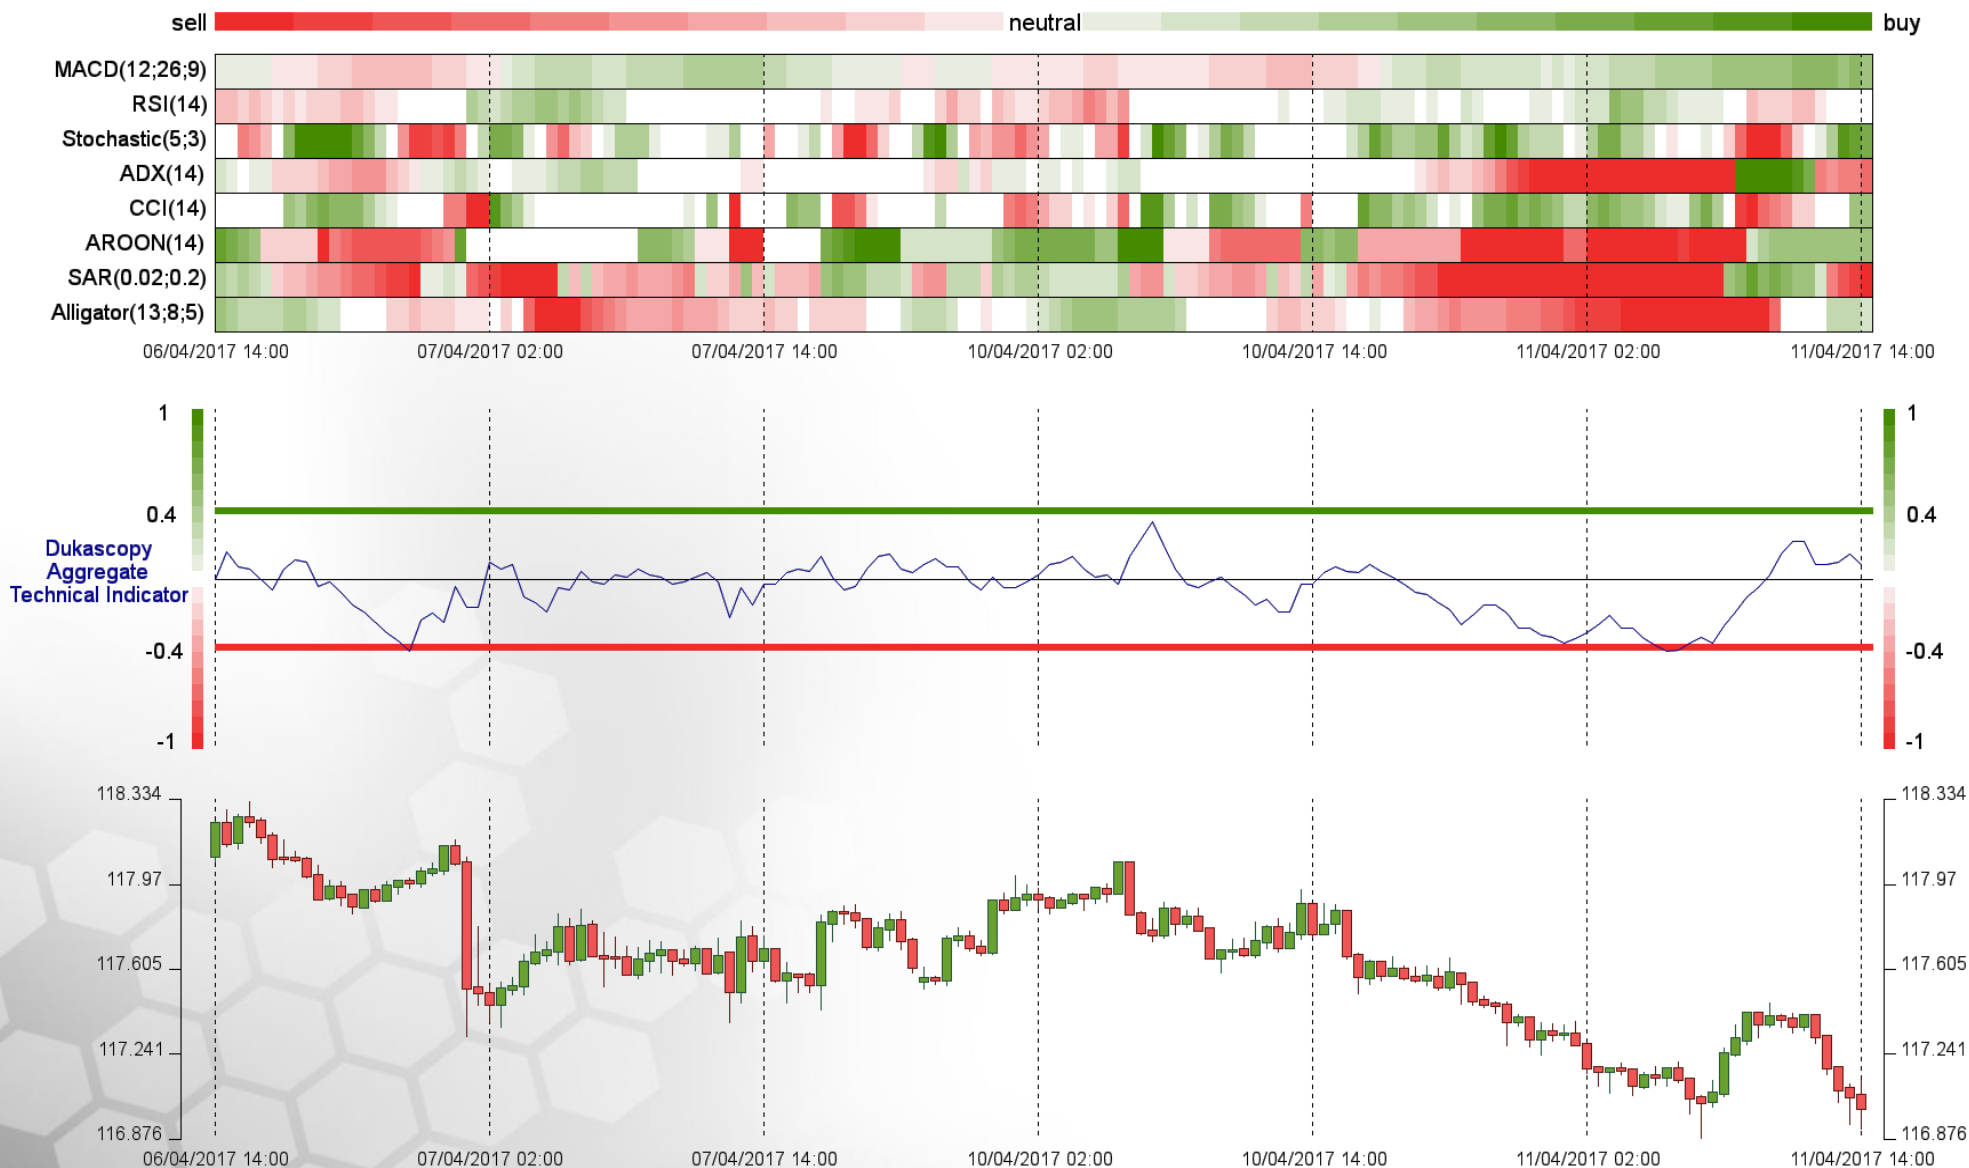 sell neutral buy
MACD(12;26;9)
RSI(14)
Stochastic(5;3)
ADX(14)
CCI(14)
AROON(14)
SAR(0.02;0.2)
Alligator(13;8;5)
06/04/2017 14:00 07/04/2017 02:00 07/04/2017 14:00 10/04/2017 02:00 10/04/2017 14:00 11/04/2017 02:00 11/04/2017 14:00
1 1
0.4 0.4
Dukascopy
Aggregate
Technical Indicator
-0.4 -0.4
-1 -1
118.334 118.334
117.97 117.97
117.605 117.605
117.241 117.241
116.876 116.876
06/04/2017 14:00 07/04/2017 02:00 07/04/2017 14:00 10/04/2017 02:00 10/04/2017 14:00 11/04/2017 02:00 11/04/2017 14:00